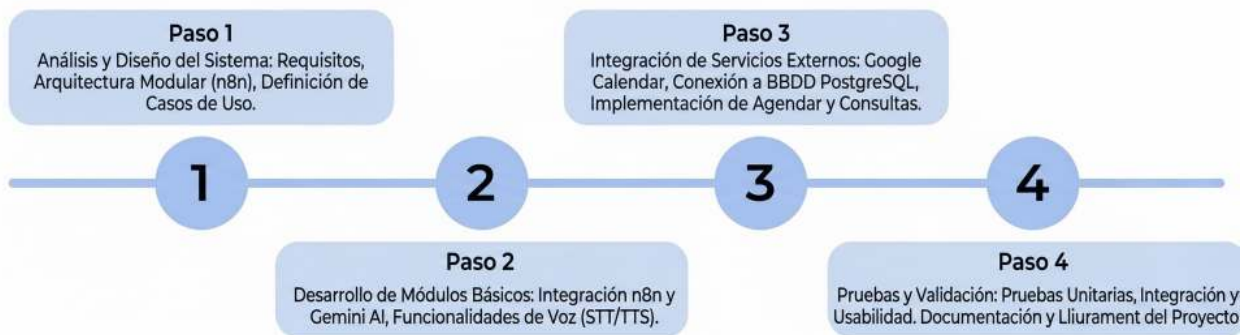 Paso 1
Análisis y Diseño del Sistema: Requisitos,
Arquitectura Modular (n8n), Definición de
Casos de Uso.
Paso 3
Integración de Servicios Externos: Google
Calendar, Conexión a BBDD PostgreSQL,
Implementación de Agendar y Consultas.
1
2
3
4
Paso 2
Desarrollo de Módulos Básicos: Integración n8n y
Gemini AI, Funcionalidades de Voz (STT/TTS).
Paso 4
Pruebas y Validación: Pruebas Unitarias, Integración y
Usabilidad. Documentación y Lliurament del Proyecto